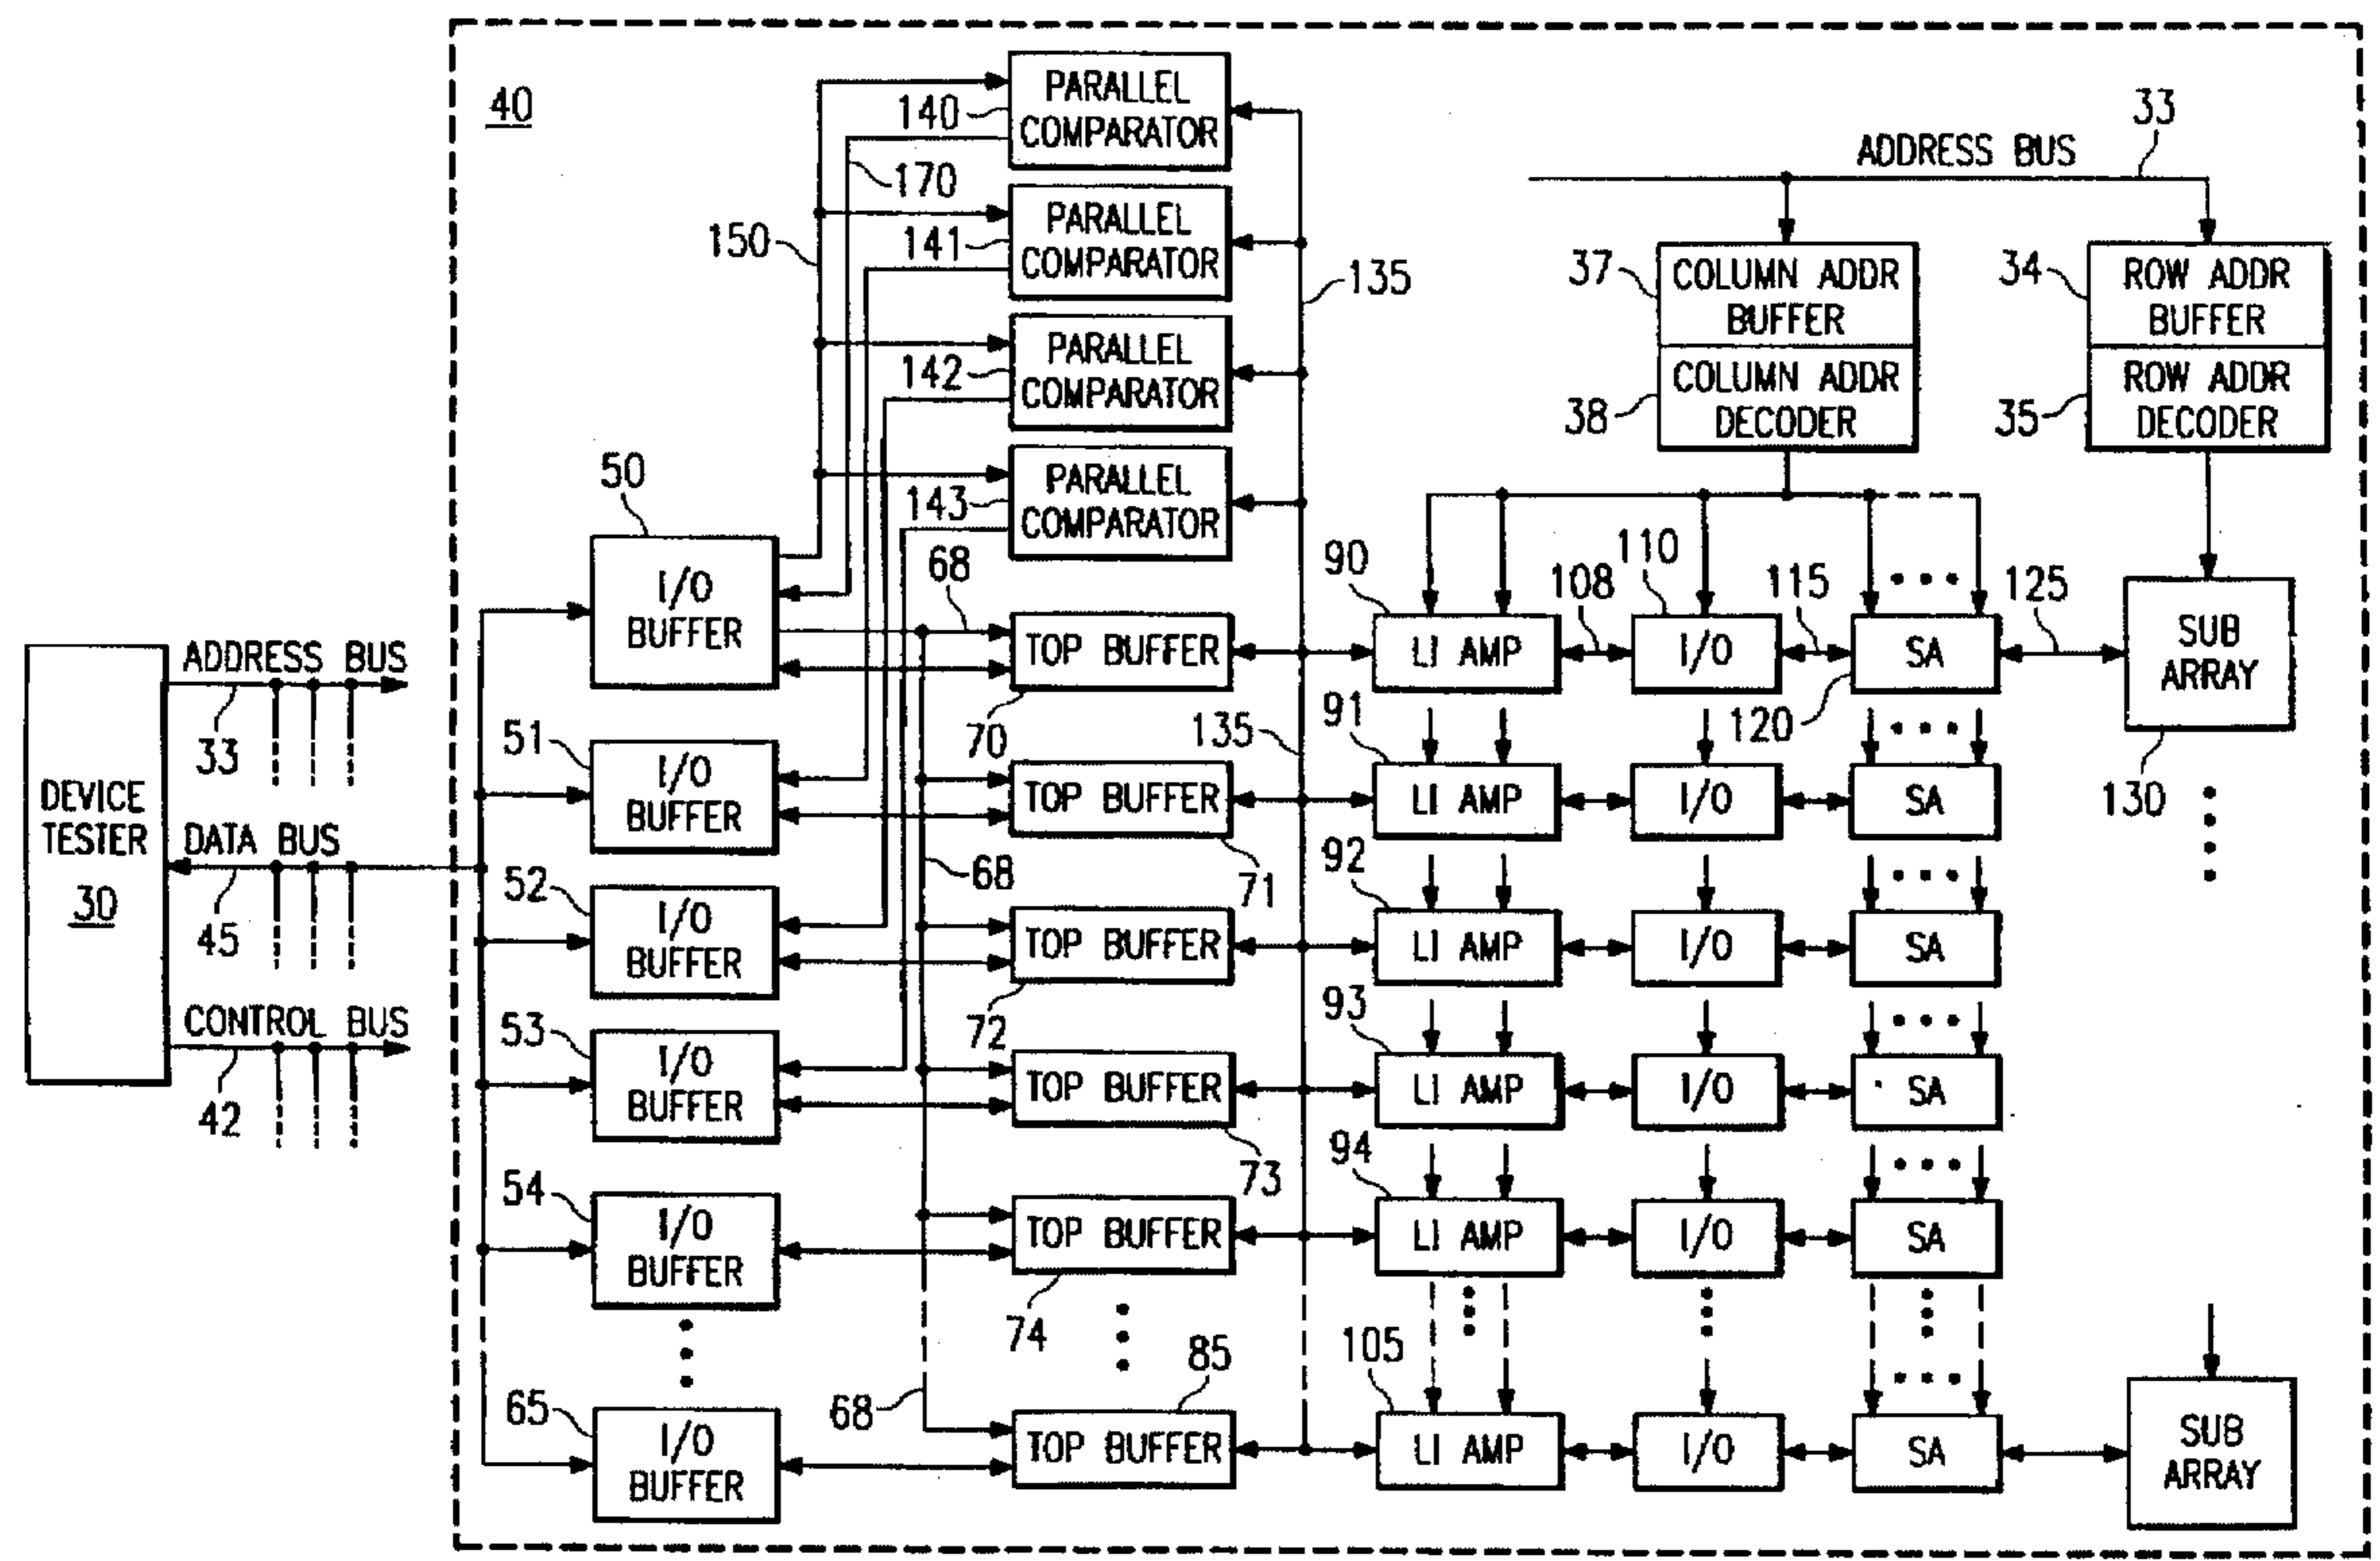 40
PARALLEL
COMPARATOR
140
170
PARALLEL
COMPARATOR
141
150
PARALLEL
COMPARATOR
142
PARALLEL
COMPARATOR
143
135
ADDRESS BUS
33
37
COLUMN ADDR
BUFFER
38
COLUMN ADDR
DECODER
34
ROW ADDR
BUFFER
35
ROW ADDR
DECODER
50
I/O
BUFFER
68
TOP BUFFER
70
90
LI AMP
108
110
I/O
115
SA
120
125
SUB
ARRAY
130
DEVICE
TESTER
30
ADDRESS BUS
33
DATA BUS
45
CONTROL BUS
42
51
I/O
BUFFER
TOP BUFFER
71
135
91
LI AMP
I/O
SA
68
52
I/O
BUFFER
TOP BUFFER
72
92
LI AMP
I/O
SA
53
I/O
BUFFER
TOP BUFFER
73
93
LI AMP
I/O
SA
54
I/O
BUFFER
TOP BUFFER
74
94
LI AMP
I/O
SA
65
I/O
BUFFER
68
85
TOP BUFFER
105
LI AMP
I/O
SA
SUB
ARRAY